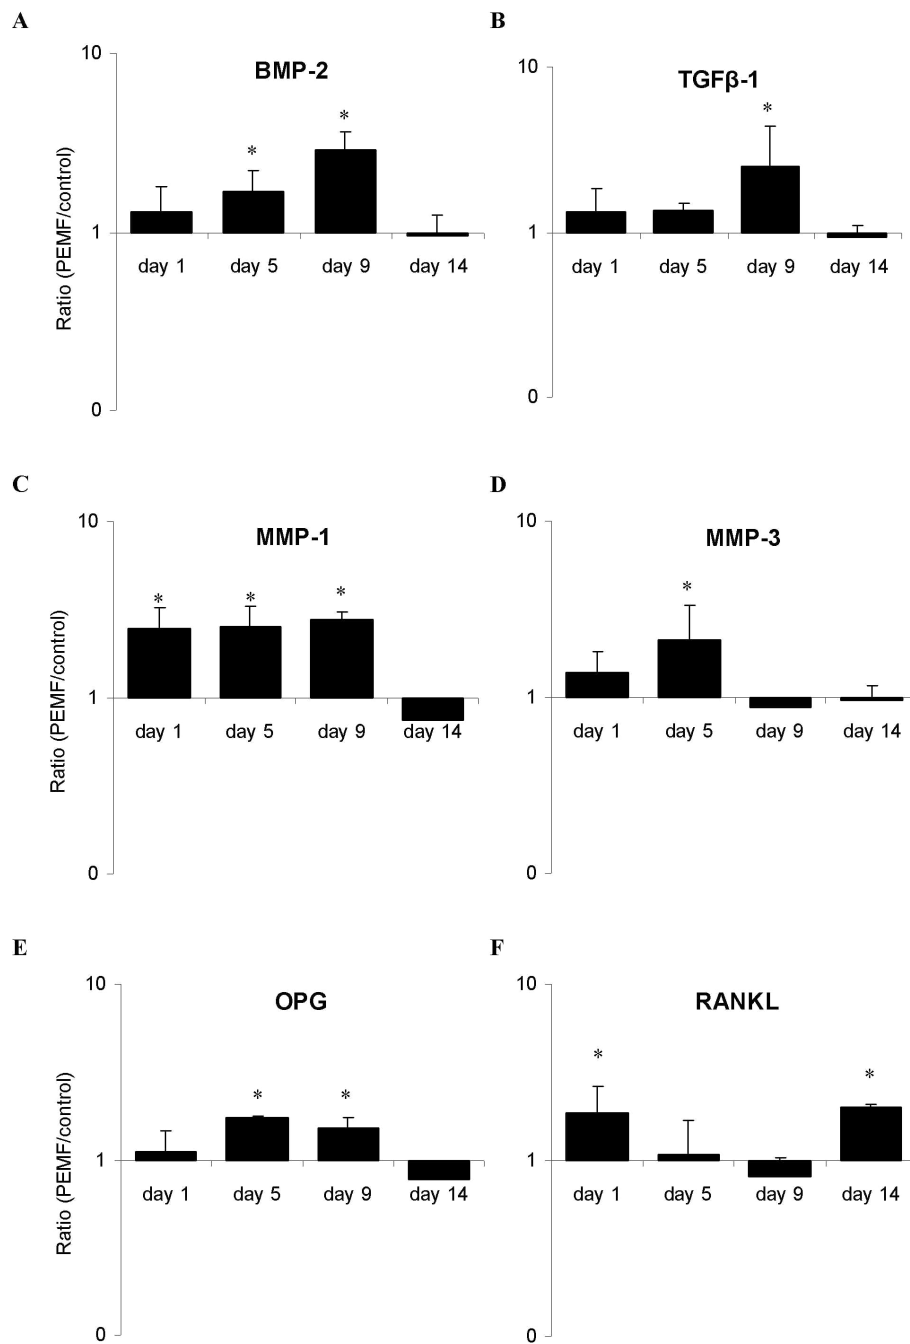 A
B
10
BMP-2
*
*
1
day 1 day 5 day 9 day 14
Ratio (PEMF/control)
0
10
TGFβ-1
*
1
day 1 day 5 day 9 day 14
0
C
D
10
MMP-1
* * *
1
day 1 day 5 day 9 day 14
Ratio (PEMF/control)
0
10
MMP-3
*
1
day 1 day 5 day 9 day 14
0
E
F
10
OPG
* *
1
day 1 day 5 day 9 day 14
Ratio (PEMF/control)
0
10
RANKL
*
*
1
day 1 day 5 day 9 day 14
0